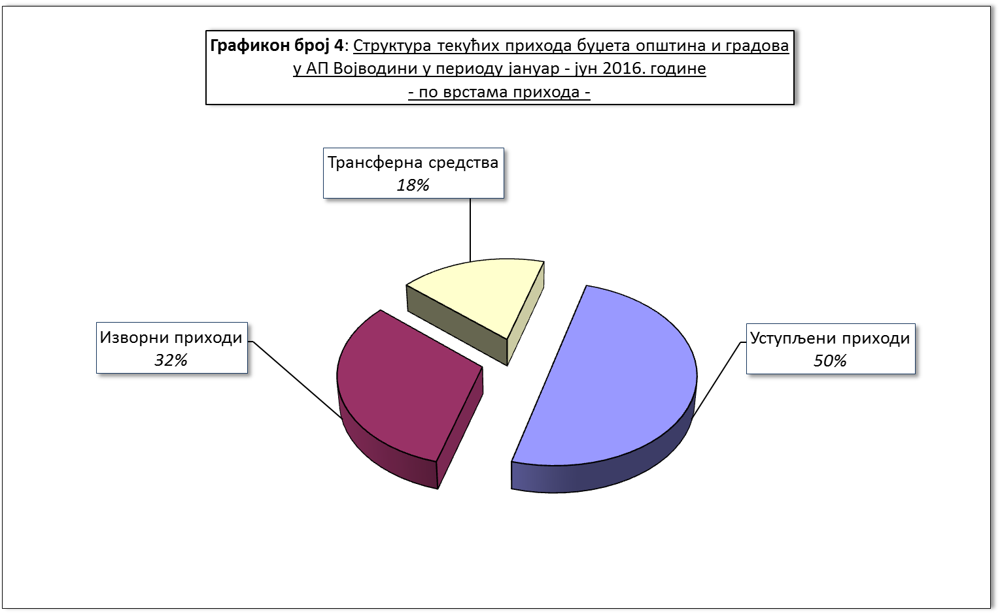 Графикон број 4: Структура текућих прихода буџета општина и градова
у АП Војводини у периоду јануар - јун 2016. године
- по врстама прихода -
Трансферна средства
18%
Изворни приходи
32%
Уступљени приходи
50%